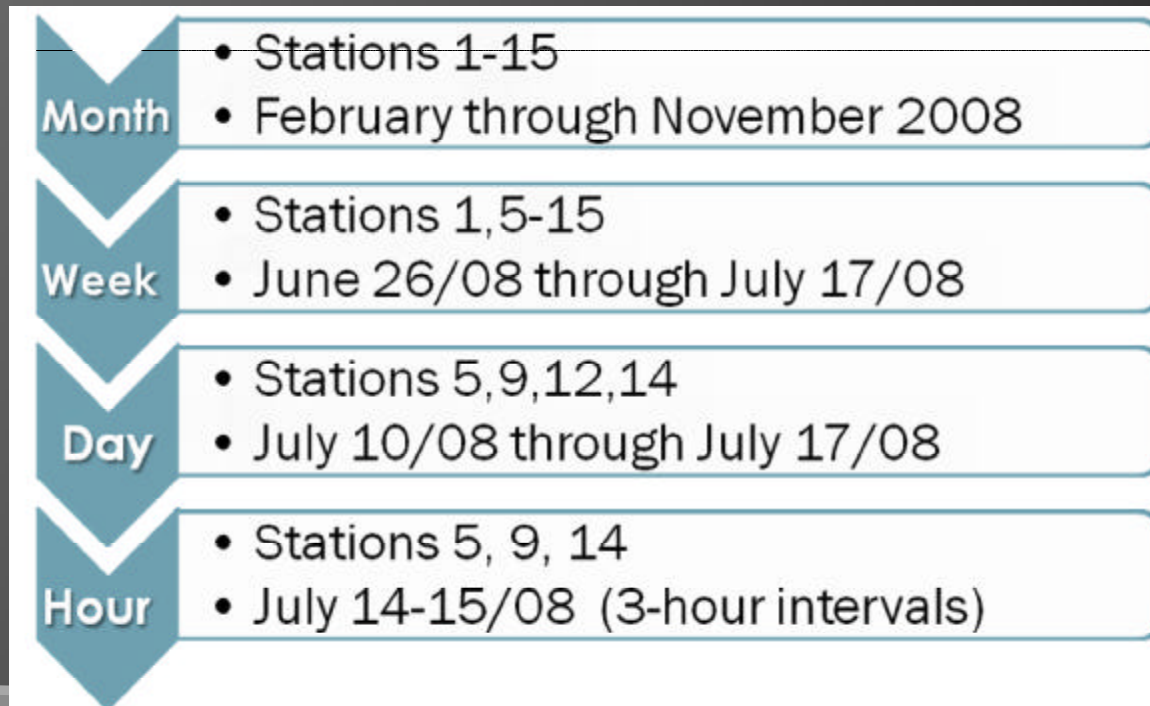 Month
• Stations 1-15
• February through November 2008
Week
• Stations 1,5-15
• June 26/08 through July 17/08
Day
• Stations 5,9,12,14
• July 10/08 through July 17/08
Hour
• Stations 5, 9, 14
• July 14-15/08 (3-hour intervals)